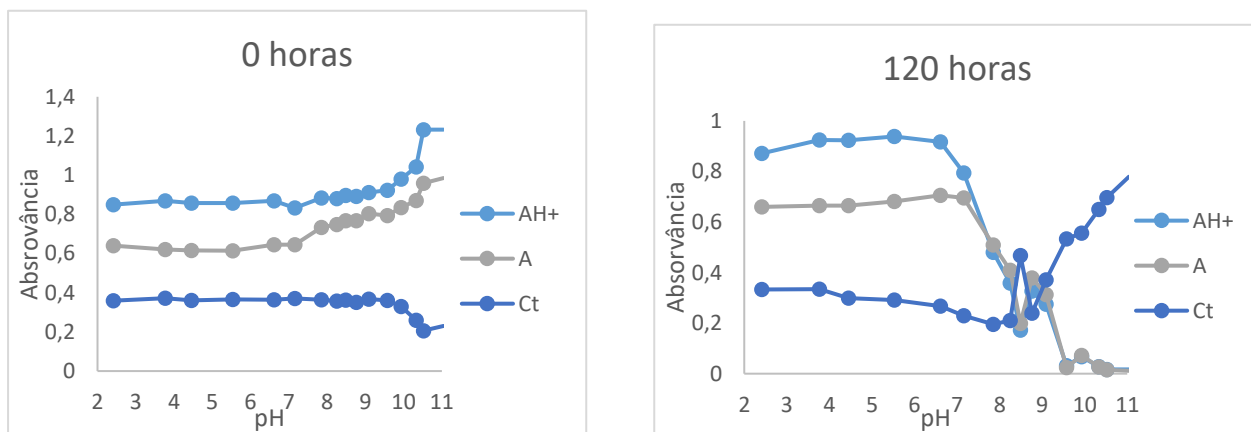 0 horas
Absrovância
1,4
1,2
1
0,8
0,6
0,4
0,2
0
2 3 4 5 6 7 8 9 10 11
pH
AH+
A
Ct
120 horas
Absorvância
1
0,8
0,6
0,4
0,2
0
2 3 4 5 6 7 8 9 10 11
pH
AH+
A
Ct